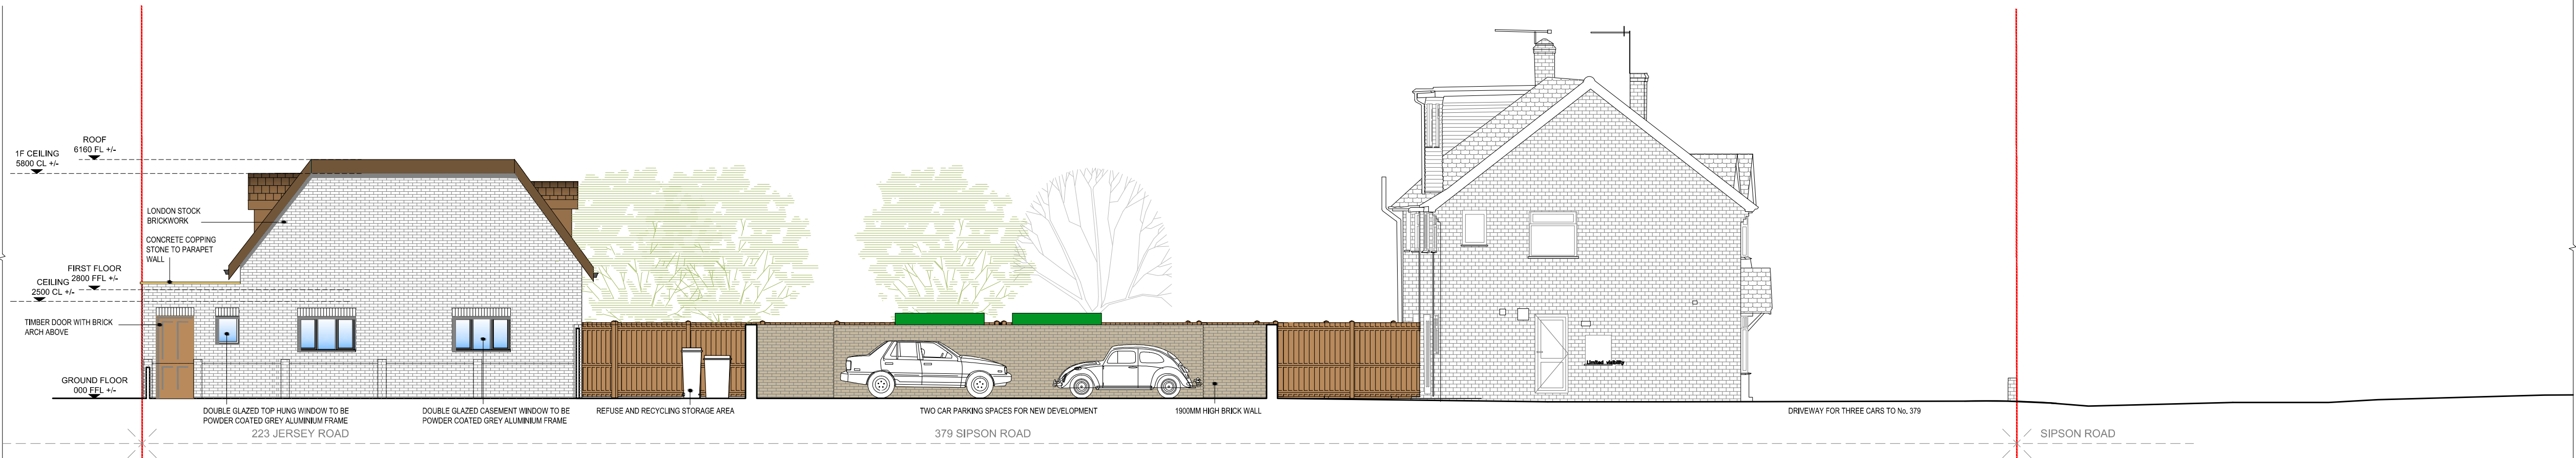 ROOF
6160 FL +/-
1F CEILING
5800 CL +/-
LONDON STOCK
BRICKWORK
CONCRETE COPPING
STONE TO PARAPET
WALL
FIRST FLOOR
2800 FFL +/-
CEILING
2500 CL +/-
TIMBER DOOR WITH BRICK
ARCH ABOVE
GROUND FLOOR
000 FFL +/-
DOUBLE GLAZED TOP HUNG WINDOW TO BE
POWDER COATED GREY ALUMINIUM FRAME
DOUBLE GLAZED CASEMENT WINDOW TO BE
POWDER COATED GREY ALUMINIUM FRAME
REFUSE AND RECYCLING STORAGE AREA
TWO CAR PARKING SPACES FOR NEW DEVELOPMENT
1900MM HIGH BRICK WALL
Limited visibility
DRIVEWAY FOR THREE CARS TO No. 379
223 JERSEY ROAD
379 SIPSON ROAD
SIPSON ROAD